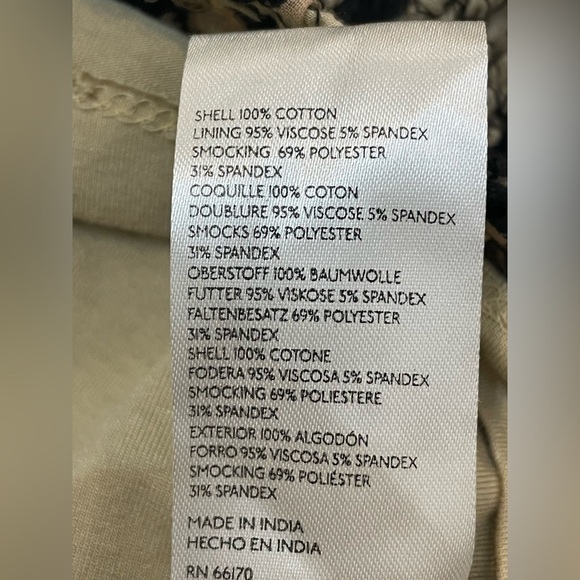 SHELL 100% COTTON
LINING 95% VISCOSE 5% SPANDEX
SMOCKING 69% POLYESTER
31% SPANDEX
COQUILLE 100% COTON
DOUBLURE 95% VISCOSE 5% SPANDEX
SMOCKS 69% POLYESTER
31% SPANDEX
OBERSTOFF 100% BAUMWOLLE
FUTTER 95% VISKOSE 5% SPANDEX
FALTENBESATZ 69% POLYESTER
31% SPANDEX
SHELL 100% COTONE
FODERA 95% VISCOSA 5% SPANDEX
SMOCKING 69% POLIESTERE
31% SPANDEX
EXTERIOR 100% ALGODÓN
FORRO 95% VISCOSA 5% SPANDEX
SMOCKING 69% POLIÉSTER
31% SPANDEX
MADE IN INDIA
HECHO EN INDIA
RN 66170